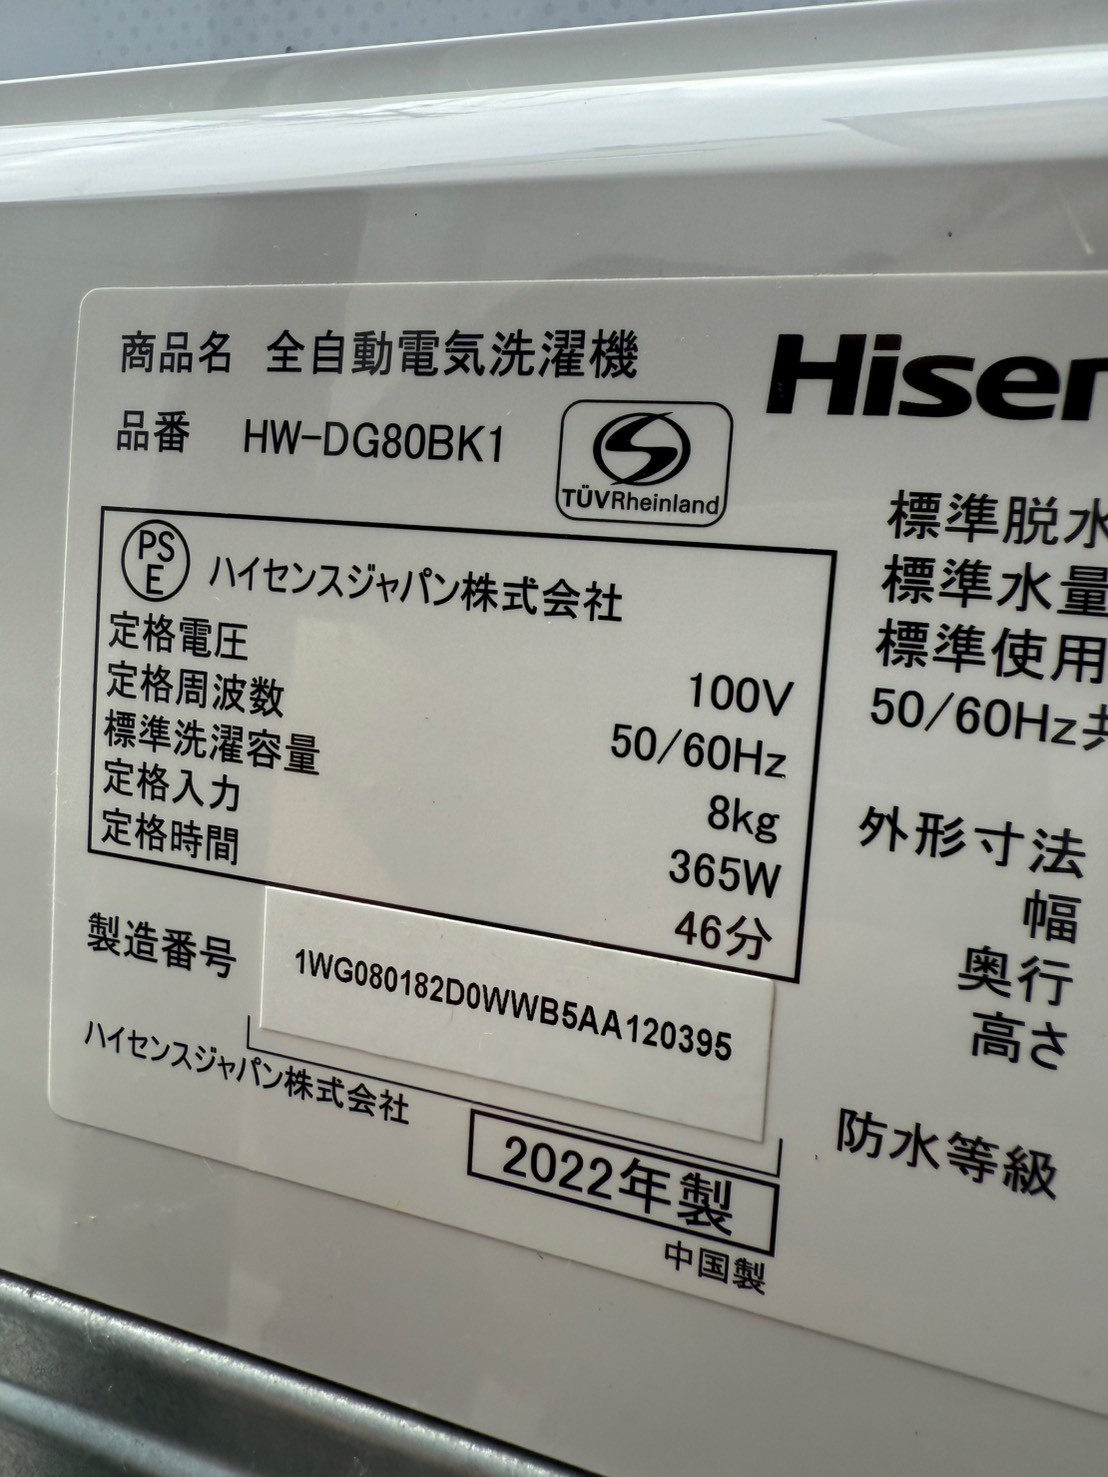 商品名 全自動電気洗濯機
Hisen
品番 HW-DG80BK1
TÜVRheinland
PS
E
ハイセンスジャパン株式会社
定格電圧 100V
定格周波数 50/60Hz
標準洗濯容量 8kg
定格入力 365W
定格時間 46分
製造番号 1WG080182D0WWB5AA120395
ハイセンスジャパン株式会社
2022年製
中国製
標準脱水
標準水量
標準使用
50/60Hz共
外形寸法
幅
奥行
高さ
防水等級